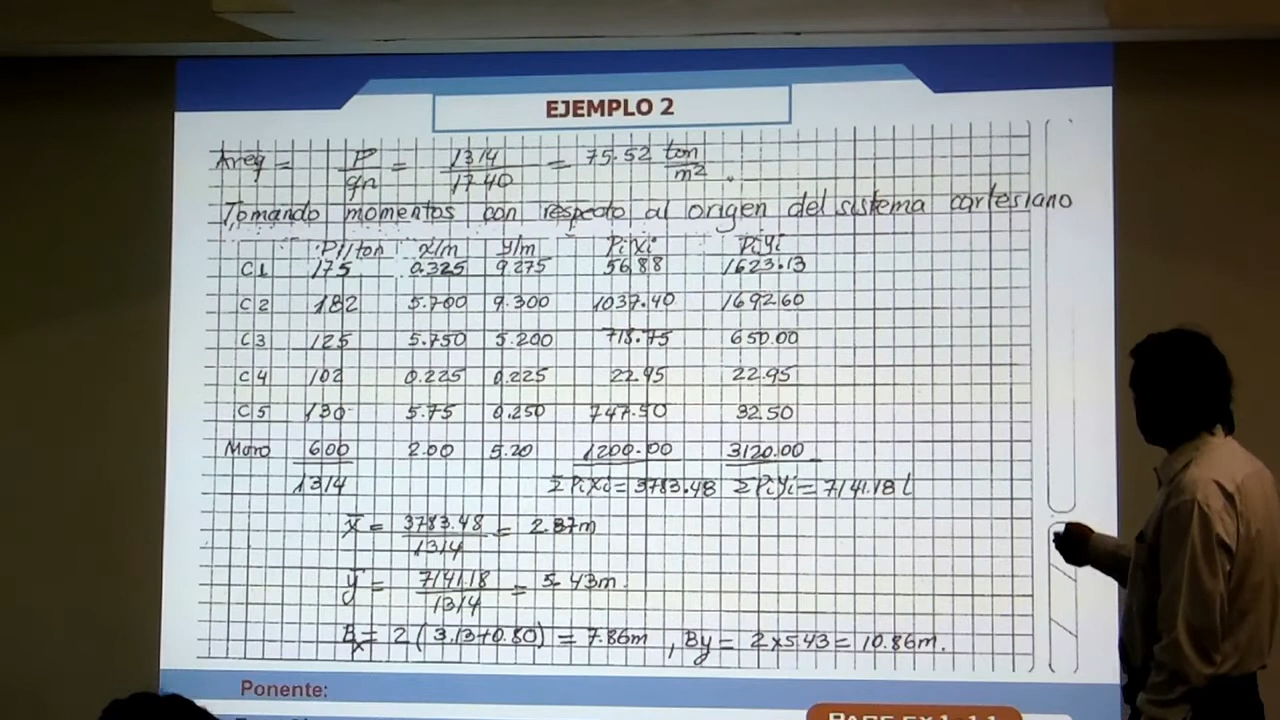 EJEMPLO 2
Areq = P/qn = 1314/17.40 = 75.52 ton/m²
Tomando momentos con respecto al origen del sistema cartesiano
Pi/ton x/m y/m PiXi PiYi
C1 175 0.325 9.275 56.88 1623.13
C2 182 5.700 9.300 1037.40 1692.60
C3 125 5.750 5.200 718.75 650.00
C4 102 0.225 0.225 22.95 22.95
C5 130 5.75 0.250 747.50 32.50
Muro 600 2.00 5.20 1200.00 3120.00
1314 ΣPiXi = 3783.48 ΣPiYi = 7141.18
x̄ = 3783.48/1314 = 2.87m
ȳ = 7141.18/1314 = 5.43m.
Bx = 2(3.13+0.80) = 7.86m, By = 2x5.43 = 10.86m.
Ponente: